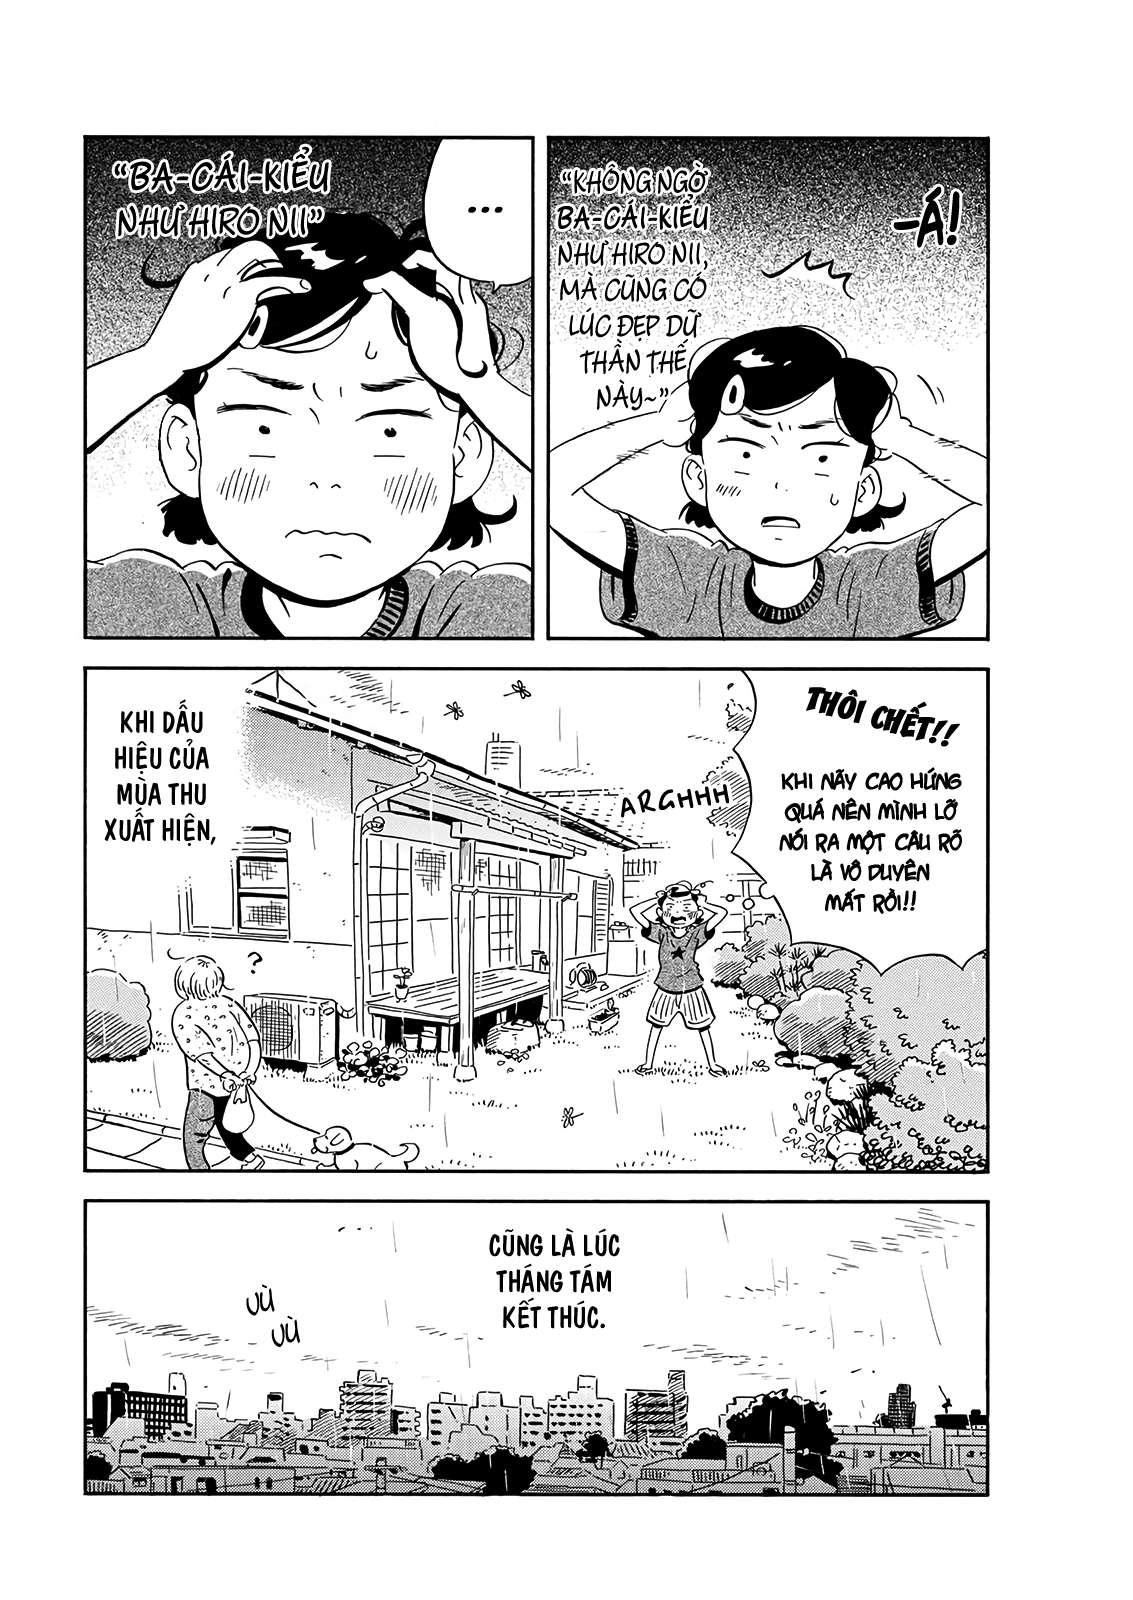 -Á!
“KHÔNG NGỜ
BA-CÁI-KIỂU
NHƯ HIRO NII,
MÀ CŨNG CÓ
LÚC ĐẸP DỮ
THẦN THẾ
NÀY~”
...
“BA-CÁI-KIỂU
NHƯ HIRO NII”
THÔI CHẾT!!
KHI NÃY CAO HỨNG
QUÁ NÊN MÌNH LỠ
NÓI RA MỘT CÂU RÕ
LÀ VÔ DUYÊN
MẤT RỒI!!
ARGHHH
KHI DẤU
HIỆU CỦA
MÙA THU
XUẤT HIỆN,
?
CŨNG LÀ LÚC
THÁNG TÁM
KẾT THÚC.
VÙ
VÙ